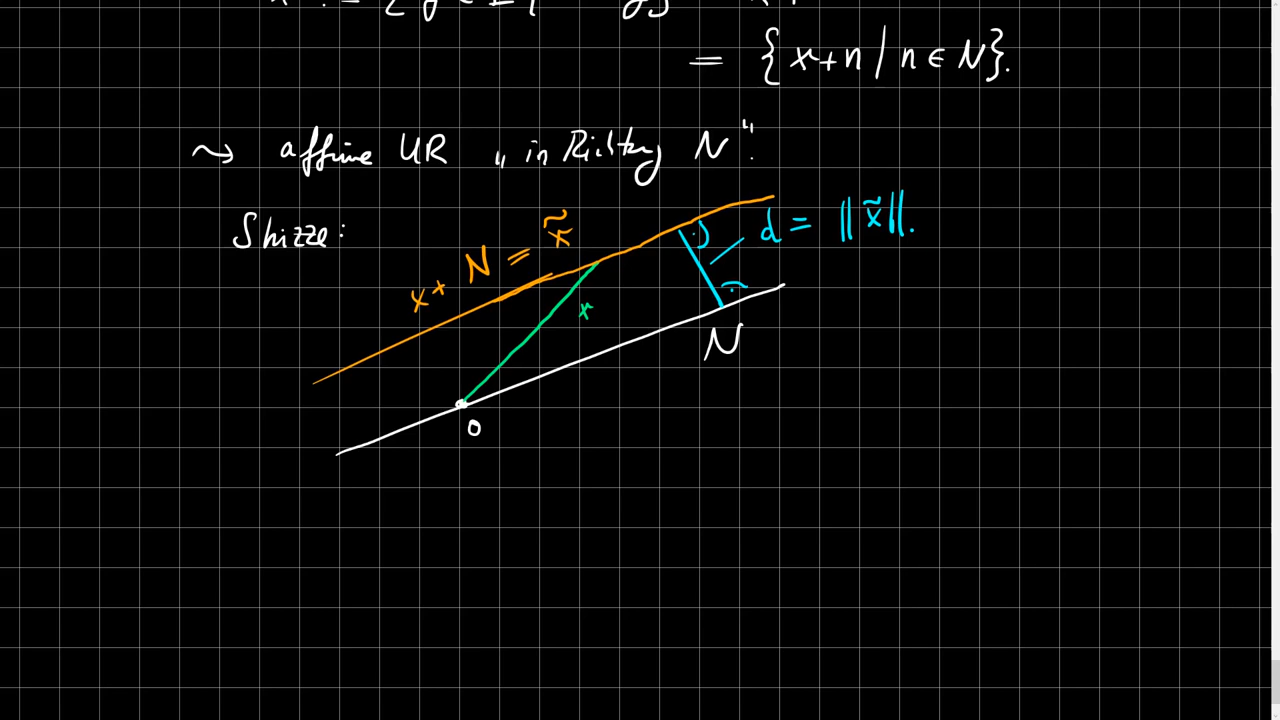 = {x+n | n ∈ N}.
⇝ affine UR „in Richtung N“.
Skizze:
x + N = x̃
d = ‖x̃‖.
x
N
0